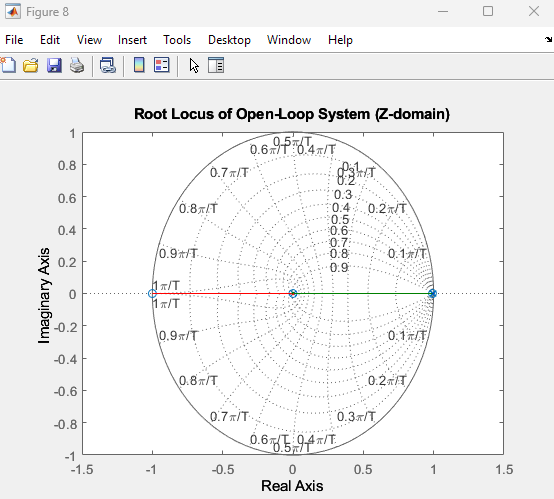 Figure 8
File Edit View Insert Tools Desktop Window Help
Root Locus of Open-Loop System (Z-domain)
1
0.8
0.6
0.4
0.2
0
-0.2
-0.4
-0.6
-0.8
-1
Imaginary Axis
0.5π/T
0.6π/T 0.4π/T
0.1
0.7π/T 0.3π/T
0.2
0.3
0.8π/T 0.4 0.2π/T
0.5
0.6
0.7
0.9π/T 0.8 0.1π/T
0.9
1π/T
1π/T
0.9π/T 0.1π/T
0.8π/T 0.2π/T
0.7π/T 0.3π/T
0.6π/T 0.4π/T
0.5π/T
-1.5 -1 -0.5 0 0.5 1 1.5
Real Axis